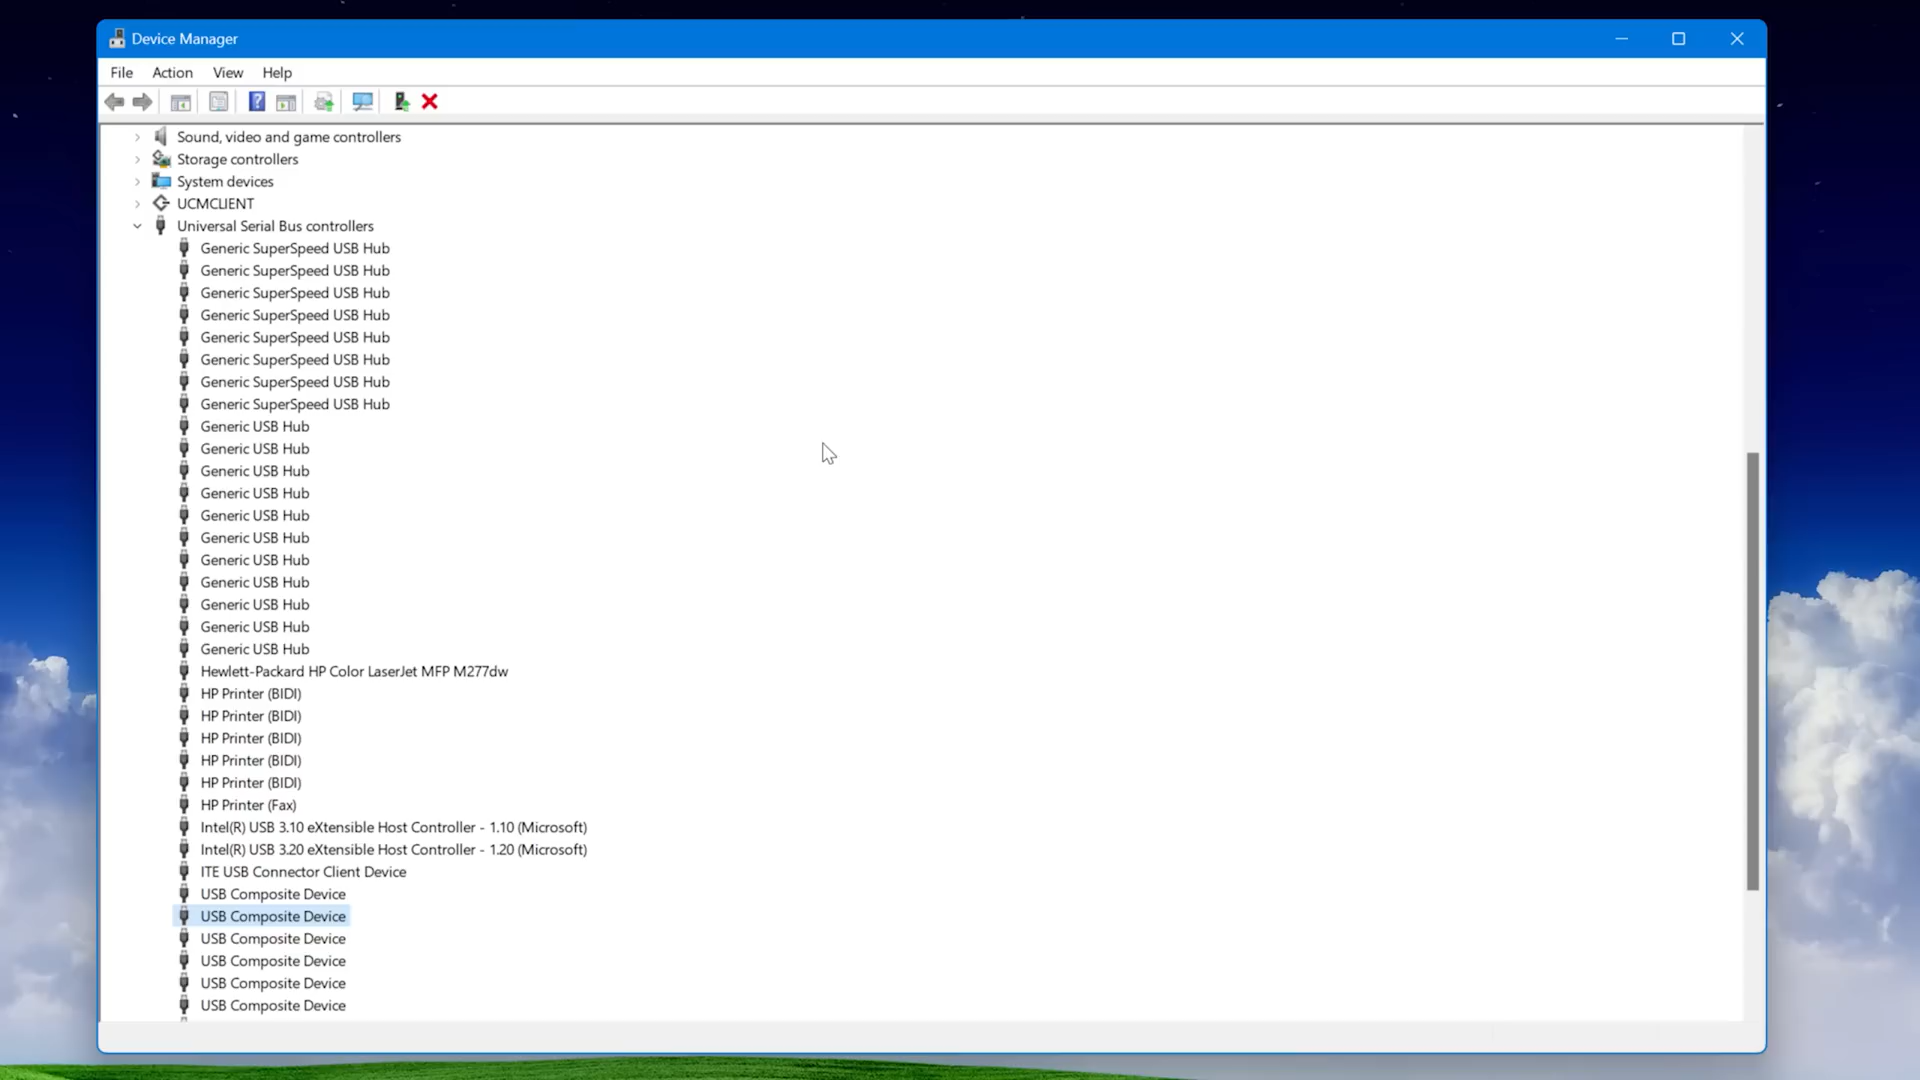 Device Manager
File Action View Help
Sound, video and game controllers
Storage controllers
System devices
UCMCLIENT
Universal Serial Bus controllers
Generic SuperSpeed USB Hub
Generic SuperSpeed USB Hub
Generic SuperSpeed USB Hub
Generic SuperSpeed USB Hub
Generic SuperSpeed USB Hub
Generic SuperSpeed USB Hub
Generic SuperSpeed USB Hub
Generic SuperSpeed USB Hub
Generic USB Hub
Generic USB Hub
Generic USB Hub
Generic USB Hub
Generic USB Hub
Generic USB Hub
Generic USB Hub
Generic USB Hub
Generic USB Hub
Generic USB Hub
Generic USB Hub
Hewlett-Packard HP Color LaserJet MFP M277dw
HP Printer (BIDI)
HP Printer (BIDI)
HP Printer (BIDI)
HP Printer (BIDI)
HP Printer (BIDI)
HP Printer (Fax)
Intel(R) USB 3.10 eXtensible Host Controller - 1.10 (Microsoft)
Intel(R) USB 3.20 eXtensible Host Controller - 1.20 (Microsoft)
ITE USB Connector Client Device
USB Composite Device
USB Composite Device
USB Composite Device
USB Composite Device
USB Composite Device
USB Composite Device